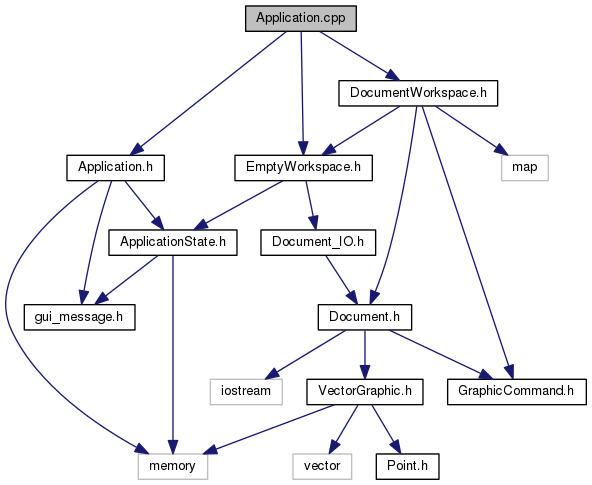 Application.cpp
DocumentWorkspace.h
Application.h
EmptyWorkspace.h
map
ApplicationState.h
Document_IO.h
gui_message.h
Document.h
iostream
VectorGraphic.h
GraphicCommand.h
memory
vector
Point.h